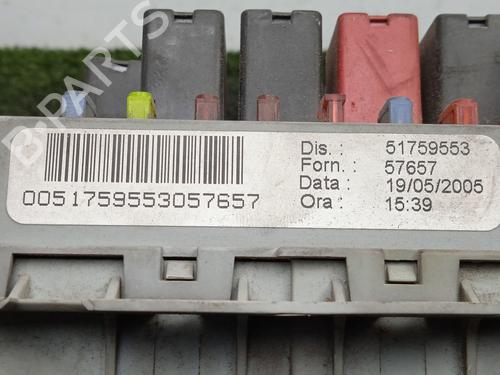 B-PARTS
Dis. : 51759553
Forn. : 57657
Data : 19/05/2005
Ora : 15:39
0051759553057657